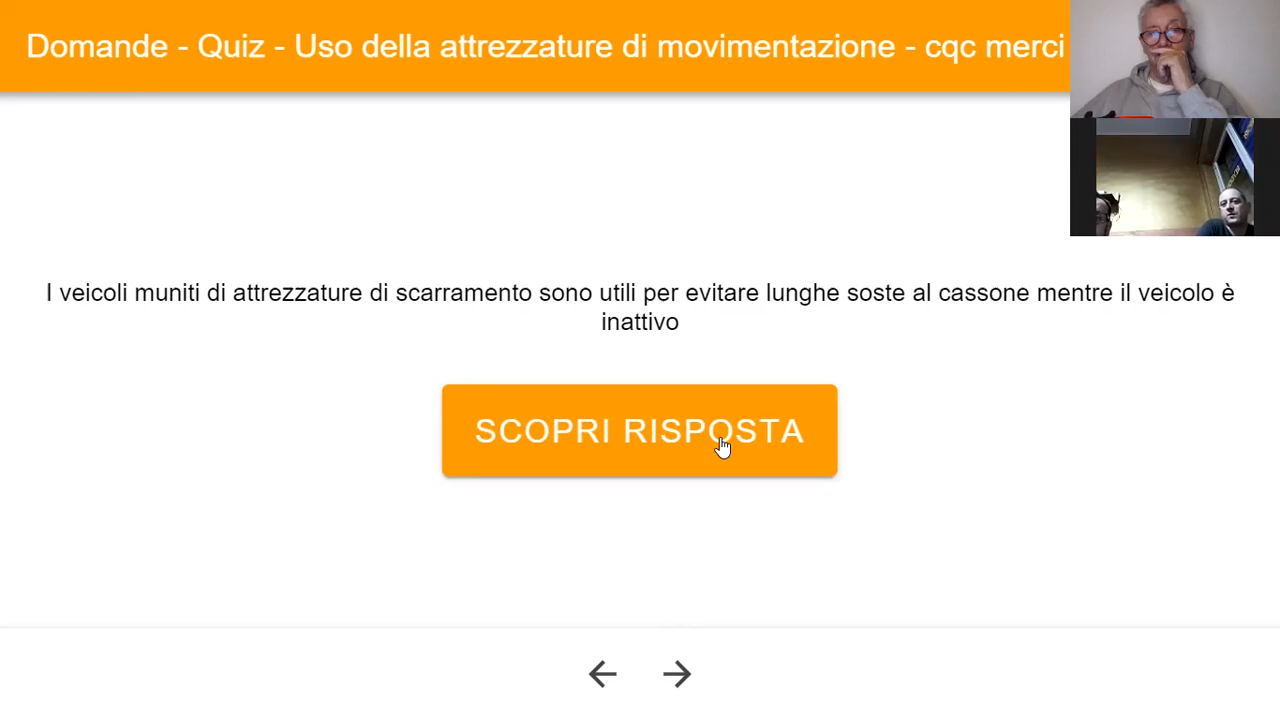 Domande - Quiz - Uso della attrezzature di movimentazione - cqc merci
I veicoli muniti di attrezzature di scarramento sono utili per evitare lunghe soste al cassone mentre il veicolo è
inattivo
SCOPRI RISPOSTA